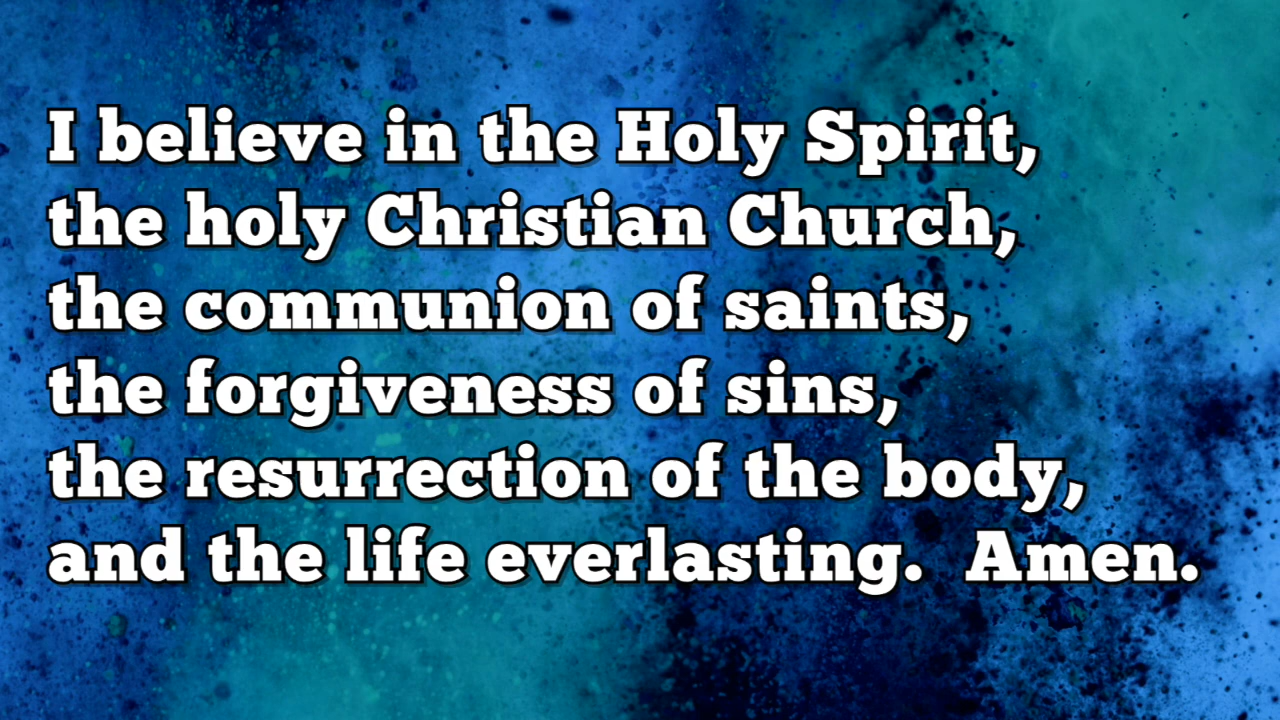 I believe in the Holy Spirit,
the holy Christian Church,
the communion of saints,
the forgiveness of sins,
the resurrection of the body,
and the life everlasting.  Amen.